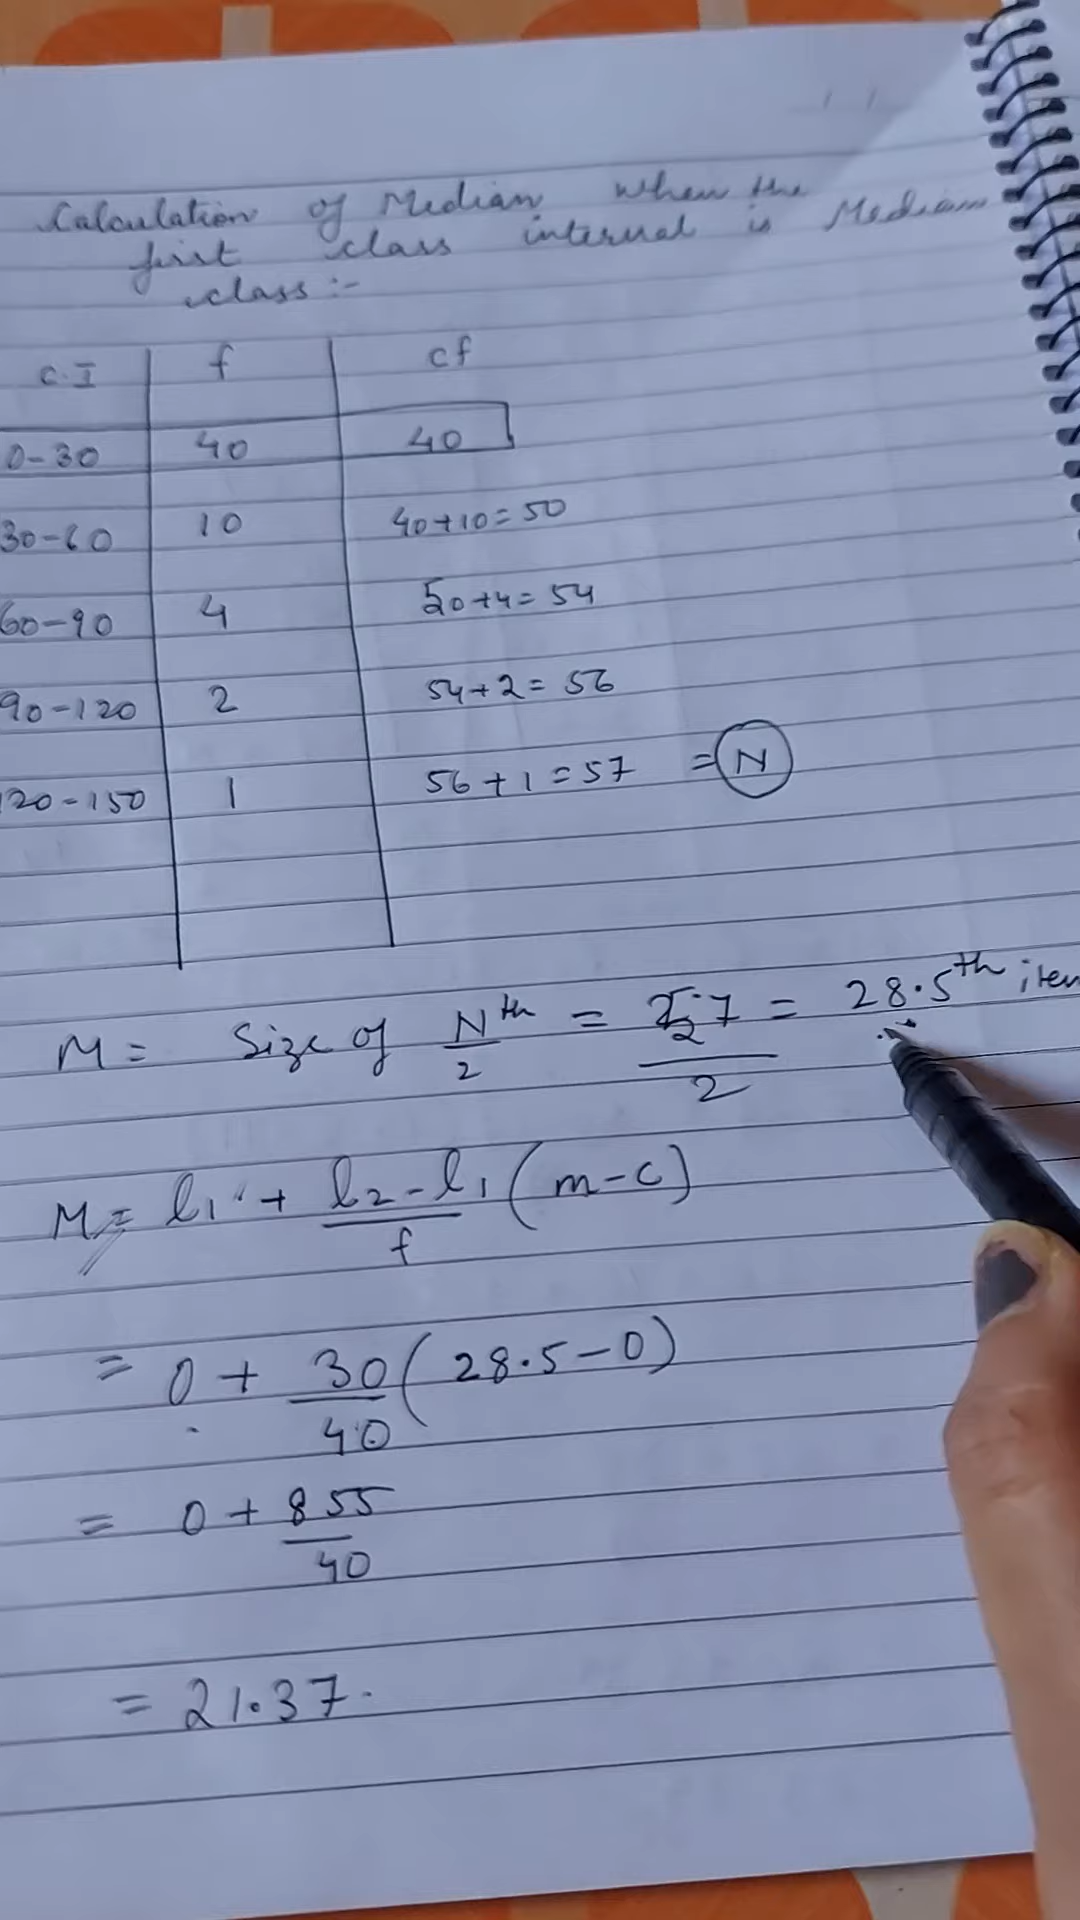 Calculation of Median when the
first class interval is Median
class :-
C.I f cf
0-30 40 40
30-60 10 40+10=50
60-90 4 50+4=54
90-120 2 54+2=56
120-150 1 56+1=57 = N
M = Size of N/2 th = 57/2 = 28.5th item
M = l1 + l2-l1/f (m-c)
= 0 + 30/40 (28.5-0)
= 0 + 855/40
= 21.37.